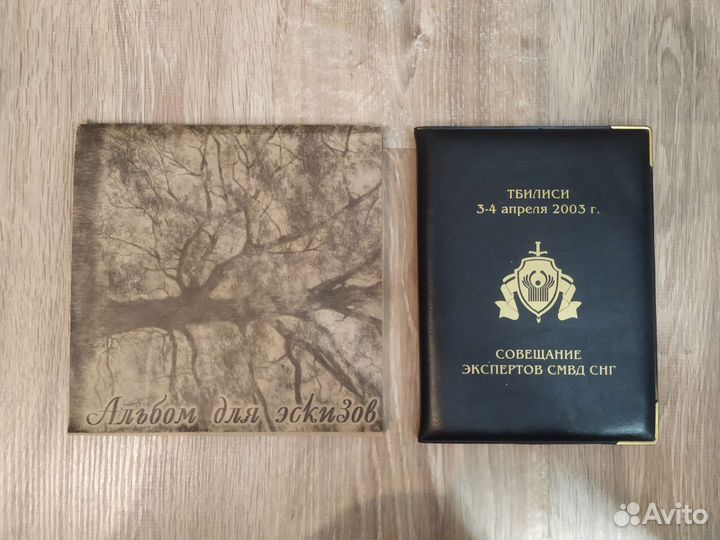 Альбом для эскизов
ТБИЛИСИ
3-4 апреля 2003 г.
СОВЕЩАНИЕ
ЭКСПЕРТОВ СМВД СНГ
Avito